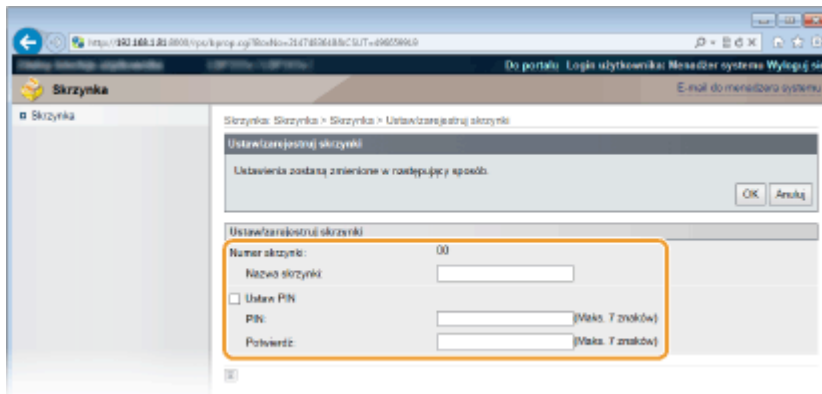 Do portalu Login użytkownika: Menadżer systemu Wyloguj się
Skrzynka
E-mail do menedżera systemu
Skrzynka
Skrzynka: Skrzynka > Skrzynka > Ustaw/zarejestruj skrzynki
Ustaw/zarejestruj skrzynki
Ustawienia zostaną zmienione w następujący sposób.
OK Anuluj
Ustaw/zarejestruj skrzynki
Numer skrzynki: 00
Nazwa skrzynki:
Ustaw PIN
PIN: (Maks. 7 znaków)
Potwierdź: (Maks. 7 znaków)